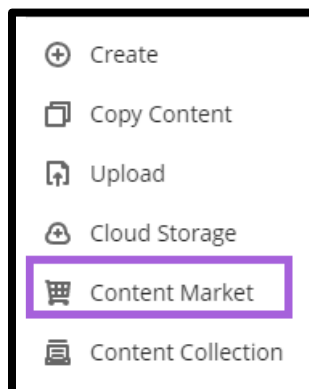 Create
Copy Content
Upload
Cloud Storage
Content Market
Content Collection